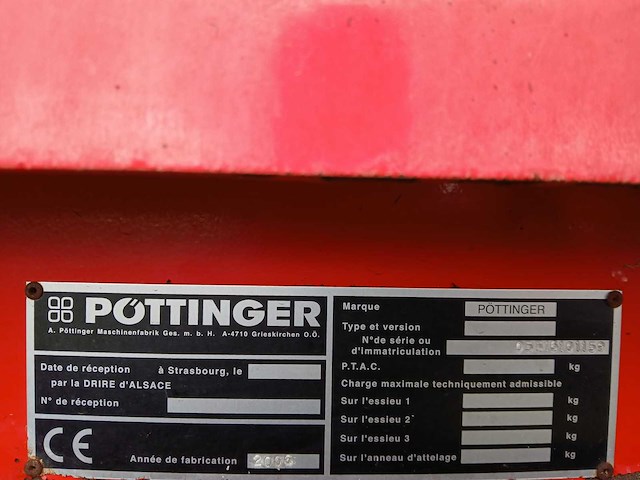 PÖTTINGER
A. Pöttinger Maschinenfabrik Ges. m. b. H. A-4710 Grieskirchen O.Ö.
Date de réception à Strasbourg, le
par la DRIRE d'ALSACE
N° de réception
CE
Année de fabrication
Marque PÖTTINGER
Type et version
N°de série ou
d'immatriculation
P.T.A.C. kg
Charge maximale techniquement admissible
Sur l'essieu 1 kg
Sur l'essieu 2 kg
Sur l'essieu 3 kg
Sur l'anneau d'attelage kg